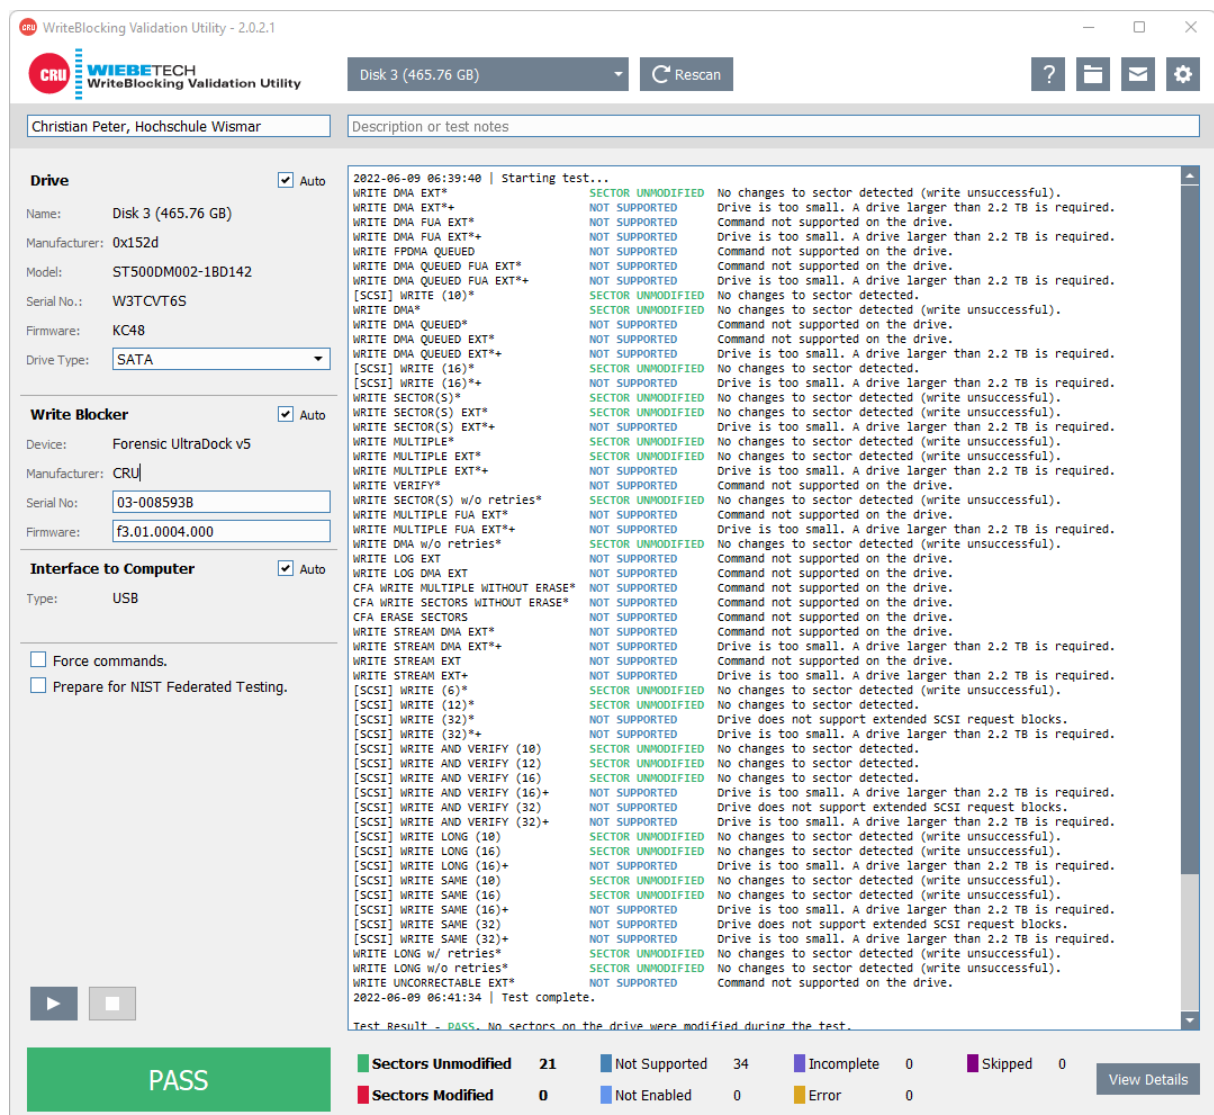 WriteBlocking Validation Utility - 2.0.2.1
CRU WIEBETECH
WriteBlocking Validation Utility
Disk 3 (465.76 GB)
Rescan
?
Christian Peter, Hochschule Wismar
Description or test notes
Drive
Auto
Name: Disk 3 (465.76 GB)
Manufacturer: 0x152d
Model: ST500DM002-1BD142
Serial No.: W3TCVT6S
Firmware: KC48
Drive Type: SATA
Write Blocker
Auto
Device: Forensic UltraDock v5
Manufacturer: CRU
Serial No: 03-008593B
Firmware: f3.01.0004.000
Interface to Computer
Auto
Type: USB
Force commands.
Prepare for NIST Federated Testing.
2022-06-09 06:39:40 | Starting test...
WRITE DMA EXT* SECTOR UNMODIFIED No changes to sector detected (write unsuccessful).
WRITE DMA EXT*+ NOT SUPPORTED Drive is too small. A drive larger than 2.2 TB is required.
WRITE DMA FUA EXT* NOT SUPPORTED Command not supported on the drive.
WRITE DMA FUA EXT*+ NOT SUPPORTED Drive is too small. A drive larger than 2.2 TB is required.
WRITE FPDMA QUEUED NOT SUPPORTED Command not supported on the drive.
WRITE DMA QUEUED FUA EXT* NOT SUPPORTED Command not supported on the drive.
WRITE DMA QUEUED FUA EXT*+ NOT SUPPORTED Drive is too small. A drive larger than 2.2 TB is required.
[SCSI] WRITE (10)* SECTOR UNMODIFIED No changes to sector detected.
WRITE DMA* SECTOR UNMODIFIED No changes to sector detected (write unsuccessful).
WRITE DMA QUEUED* NOT SUPPORTED Command not supported on the drive.
WRITE DMA QUEUED EXT* NOT SUPPORTED Command not supported on the drive.
WRITE DMA QUEUED EXT*+ NOT SUPPORTED Drive is too small. A drive larger than 2.2 TB is required.
[SCSI] WRITE (16)* SECTOR UNMODIFIED No changes to sector detected.
[SCSI] WRITE (16)*+ NOT SUPPORTED Drive is too small. A drive larger than 2.2 TB is required.
WRITE SECTOR(S)* SECTOR UNMODIFIED No changes to sector detected (write unsuccessful).
WRITE SECTOR(S) EXT* SECTOR UNMODIFIED No changes to sector detected (write unsuccessful).
WRITE SECTOR(S) EXT*+ NOT SUPPORTED Drive is too small. A drive larger than 2.2 TB is required.
WRITE MULTIPLE* SECTOR UNMODIFIED No changes to sector detected (write unsuccessful).
WRITE MULTIPLE EXT* SECTOR UNMODIFIED No changes to sector detected (write unsuccessful).
WRITE MULTIPLE EXT*+ NOT SUPPORTED Drive is too small. A drive larger than 2.2 TB is required.
WRITE VERIFY* NOT SUPPORTED Command not supported on the drive.
WRITE SECTOR(S) w/o retries* SECTOR UNMODIFIED No changes to sector detected (write unsuccessful).
WRITE MULTIPLE FUA EXT* NOT SUPPORTED Command not supported on the drive.
WRITE MULTIPLE FUA EXT*+ NOT SUPPORTED Drive is too small. A drive larger than 2.2 TB is required.
WRITE DMA w/o retries* SECTOR UNMODIFIED No changes to sector detected (write unsuccessful).
WRITE LOG EXT NOT SUPPORTED Command not supported on the drive.
WRITE LOG DMA EXT NOT SUPPORTED Command not supported on the drive.
CFA WRITE MULTIPLE WITHOUT ERASE* NOT SUPPORTED Command not supported on the drive.
CFA WRITE SECTORS WITHOUT ERASE* NOT SUPPORTED Command not supported on the drive.
CFA ERASE SECTORS NOT SUPPORTED Command not supported on the drive.
WRITE STREAM DMA EXT* NOT SUPPORTED Command not supported on the drive.
WRITE STREAM DMA EXT*+ NOT SUPPORTED Drive is too small. A drive larger than 2.2 TB is required.
WRITE STREAM EXT NOT SUPPORTED Command not supported on the drive.
WRITE STREAM EXT+ NOT SUPPORTED Drive is too small. A drive larger than 2.2 TB is required.
[SCSI] WRITE (6)* SECTOR UNMODIFIED No changes to sector detected (write unsuccessful).
[SCSI] WRITE (12)* SECTOR UNMODIFIED No changes to sector detected.
[SCSI] WRITE (32)* NOT SUPPORTED Drive does not support extended SCSI request blocks.
[SCSI] WRITE (32)*+ NOT SUPPORTED Drive is too small. A drive larger than 2.2 TB is required.
[SCSI] WRITE AND VERIFY (10) SECTOR UNMODIFIED No changes to sector detected.
[SCSI] WRITE AND VERIFY (12) SECTOR UNMODIFIED No changes to sector detected.
[SCSI] WRITE AND VERIFY (16) SECTOR UNMODIFIED No changes to sector detected.
[SCSI] WRITE AND VERIFY (16)+ NOT SUPPORTED Drive is too small. A drive larger than 2.2 TB is required.
[SCSI] WRITE AND VERIFY (32) NOT SUPPORTED Drive does not support extended SCSI request blocks.
[SCSI] WRITE AND VERIFY (32)+ NOT SUPPORTED Drive is too small. A drive larger than 2.2 TB is required.
[SCSI] WRITE LONG (10) SECTOR UNMODIFIED No changes to sector detected (write unsuccessful).
[SCSI] WRITE LONG (16) SECTOR UNMODIFIED No changes to sector detected (write unsuccessful).
[SCSI] WRITE LONG (16)+ NOT SUPPORTED Drive is too small. A drive larger than 2.2 TB is required.
[SCSI] WRITE SAME (10) SECTOR UNMODIFIED No changes to sector detected (write unsuccessful).
[SCSI] WRITE SAME (16) SECTOR UNMODIFIED No changes to sector detected (write unsuccessful).
[SCSI] WRITE SAME (16)+ NOT SUPPORTED Drive is too small. A drive larger than 2.2 TB is required.
[SCSI] WRITE SAME (32) NOT SUPPORTED Drive does not support extended SCSI request blocks.
[SCSI] WRITE SAME (32)+ NOT SUPPORTED Drive is too small. A drive larger than 2.2 TB is required.
WRITE LONG w/ retries* SECTOR UNMODIFIED No changes to sector detected (write unsuccessful).
WRITE LONG w/o retries* SECTOR UNMODIFIED No changes to sector detected (write unsuccessful).
WRITE UNCORRECTABLE EXT* NOT SUPPORTED Command not supported on the drive.
2022-06-09 06:41:34 | Test complete.
Test Result - PASS. No sectors on the drive were modified during the test.
PASS
Sectors Unmodified 21 Not Supported 34 Incomplete 0 Skipped 0
Sectors Modified 0 Not Enabled 0 Error 0
View Details